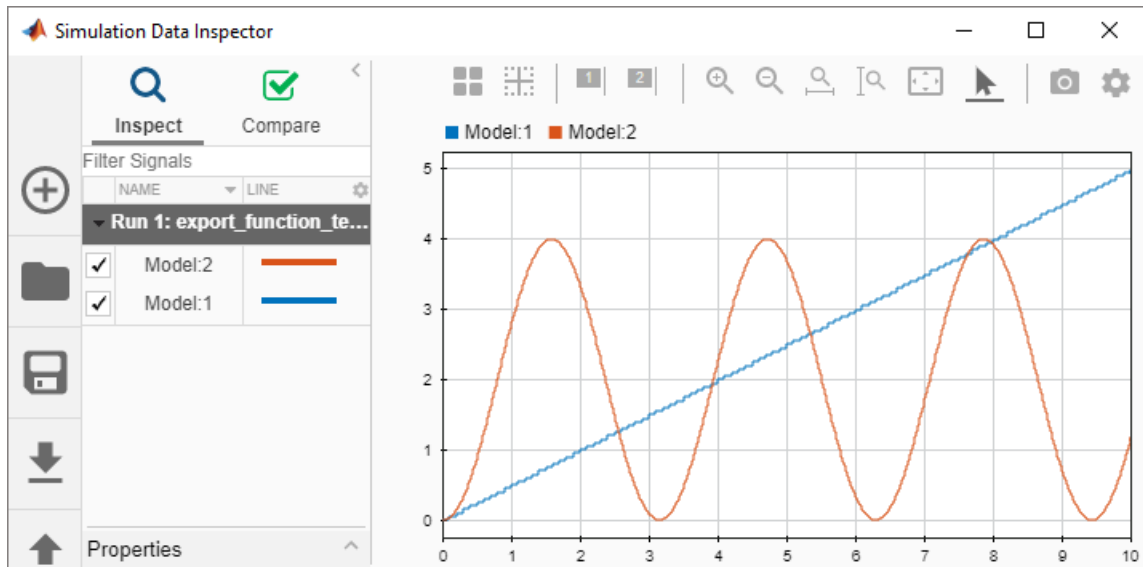 Simulation Data Inspector
Inspect Compare
Filter Signals
NAME LINE
Run 1: export_function_te...
Model:2
Model:1
Properties
1 2
Model:1 Model:2
5
4
3
2
1
0
0 1 2 3 4 5 6 7 8 9 10